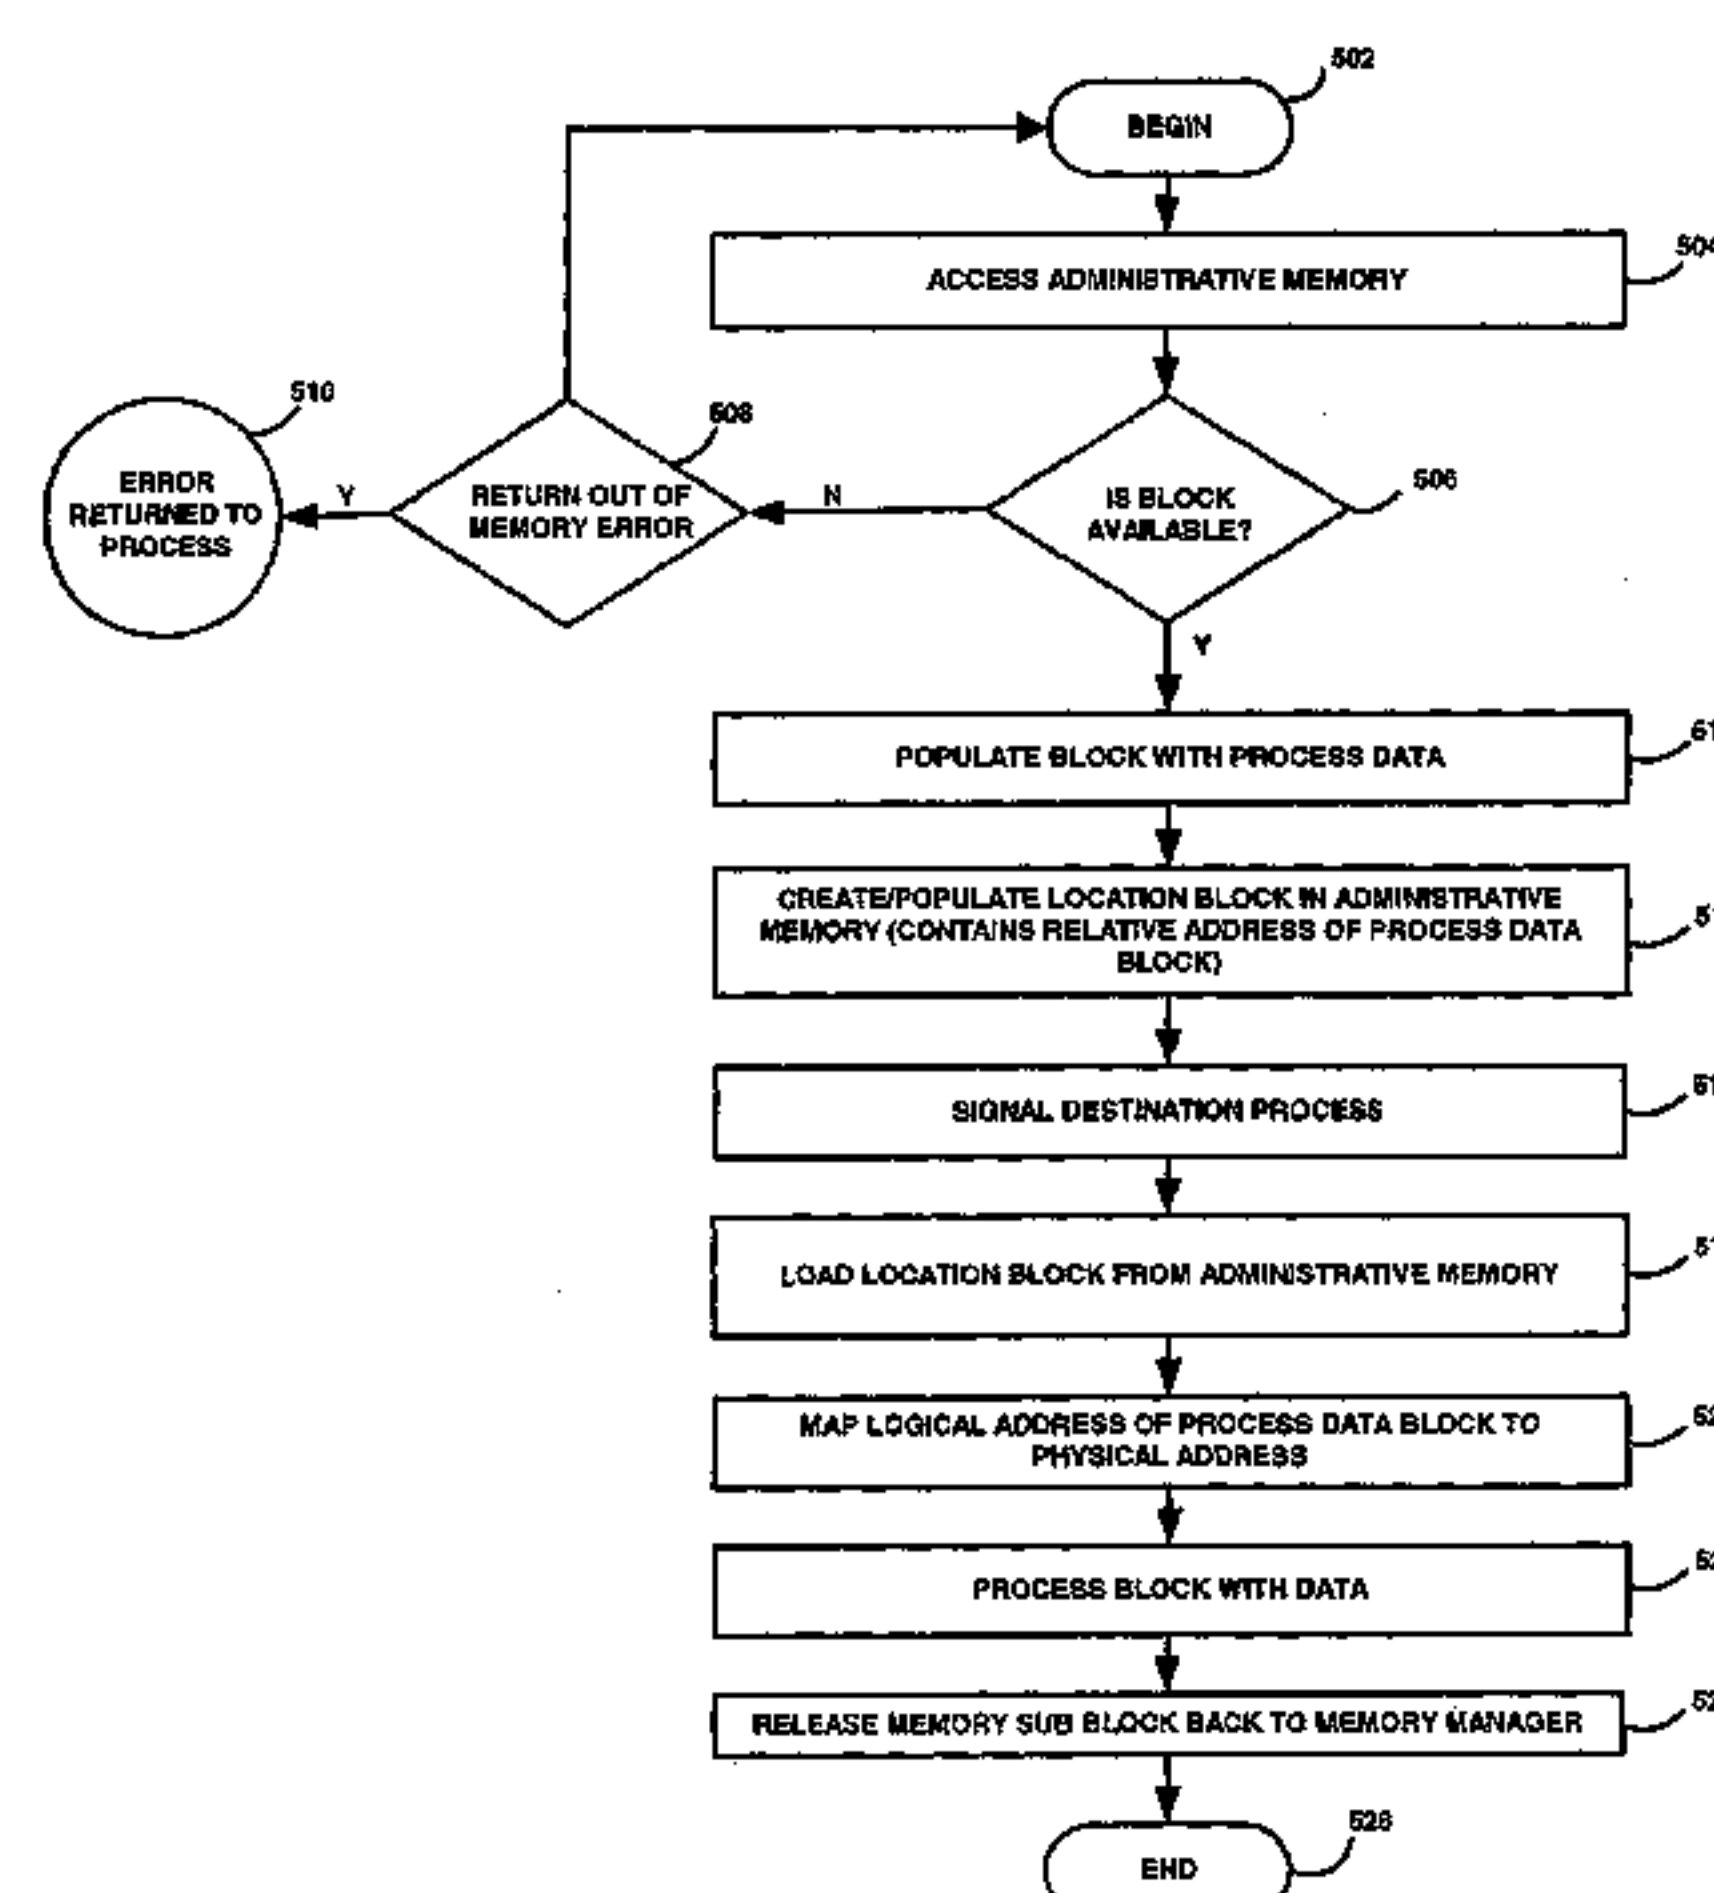 502
BEGIN
504
ACCESS ADMINISTRATIVE MEMORY
510
ERROR
RETURNED TO
PROCESS
Y
508
RETURN OUT OF
MEMORY ERROR
N
506
IS BLOCK
AVAILABLE?
Y
POPULATE BLOCK WITH PROCESS DATA
CREATE/POPULATE LOCATION BLOCK IN ADMINISTRATIVE
MEMORY (CONTAINS RELATIVE ADDRESS OF PROCESS DATA
BLOCK)
SIGNAL DESTINATION PROCESS
LOAD LOCATION BLOCK FROM ADMINISTRATIVE MEMORY
MAP LOGICAL ADDRESS OF PROCESS DATA BLOCK TO
PHYSICAL ADDRESS
PROCESS BLOCK WITH DATA
RELEASE MEMORY SUB BLOCK BACK TO MEMORY MANAGER
526
END